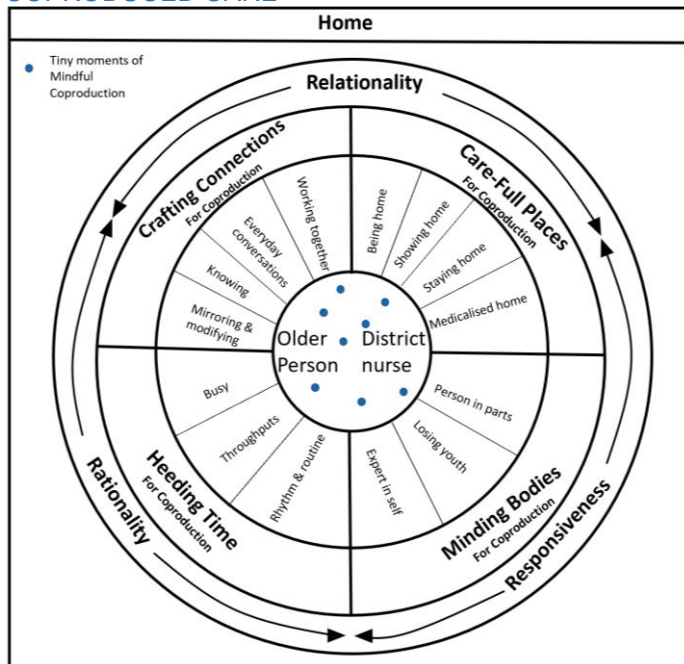 Home
Tiny moments of
Mindful
Coproduction
Relationality
Crafting Connections
For Coproduction
Care-Full Places
For Coproduction
Working together
Everyday
conversations
Knowing
Mirroring &
modifying
Being home
Showing home
Staying home
Medicalised home
Older
Person
District
nurse
Busy
Throughputs
Rhythm & routine
Person in parts
Losing youth
Expert in self
Heeding Time
For Coproduction
Minding Bodies
For Coproduction
Rationality
Responsiveness